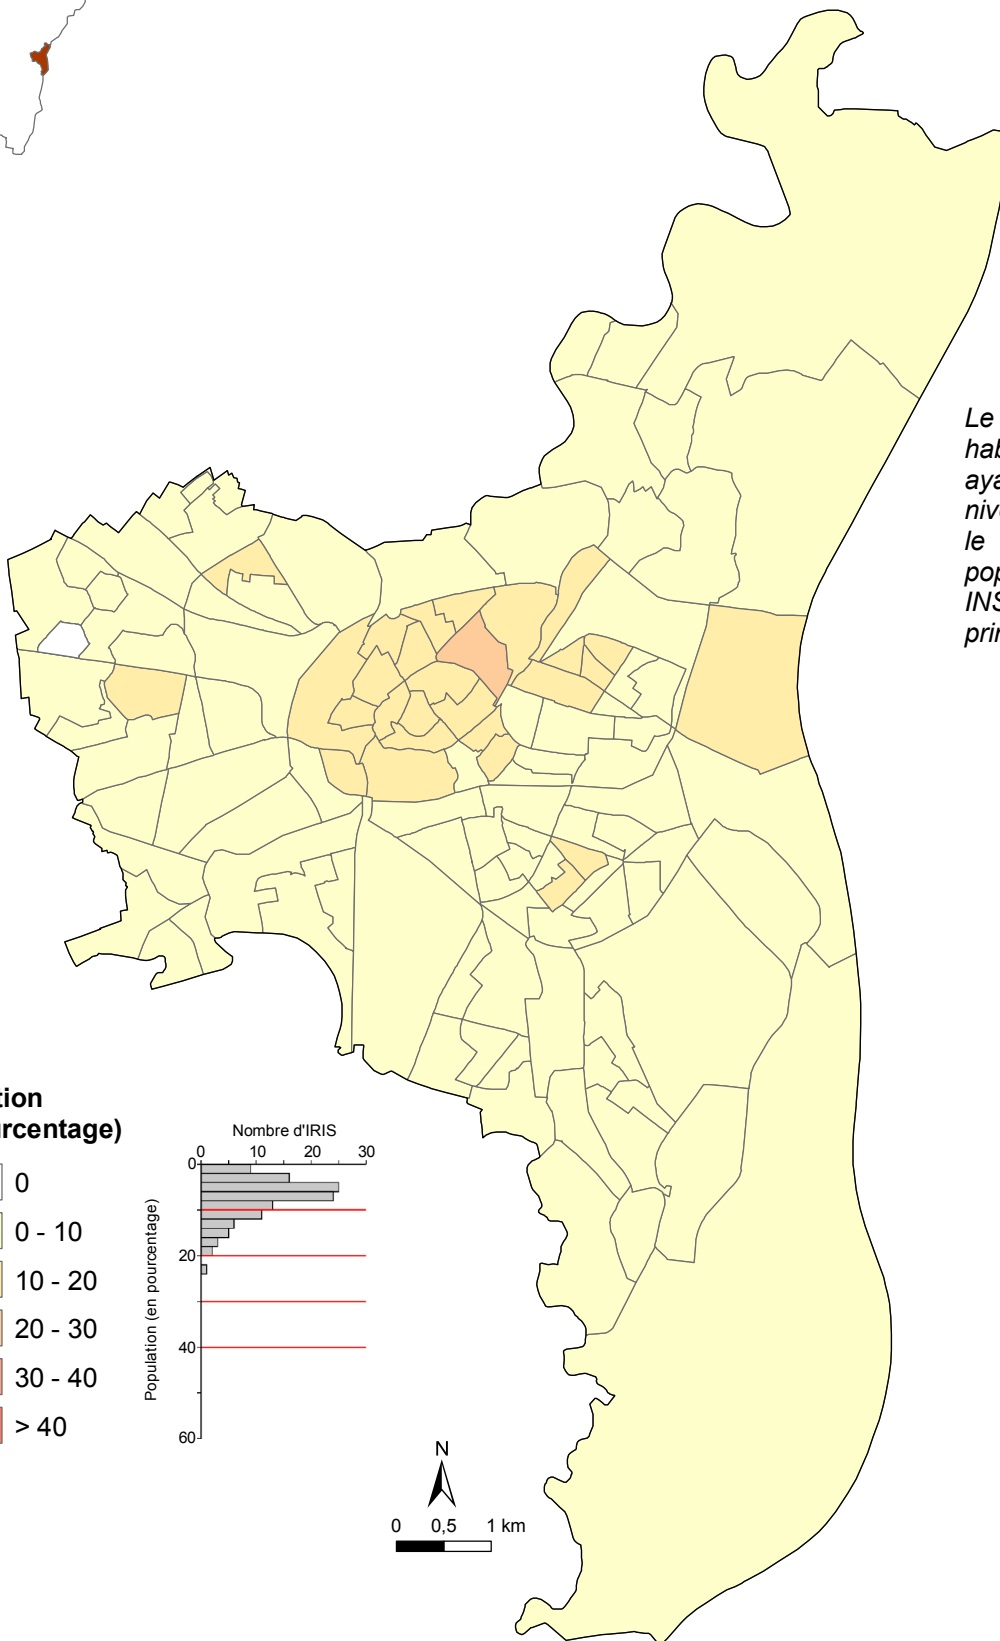 Le
hab
aya
nive
le
pop
INS
prin
tion
urcentage)
0
0 - 10
10 - 20
20 - 30
30 - 40
> 40
Nombre d'IRIS
0 10 20 30
0
20
40
60
Population (en pourcentage)
N
0 0,5 1 km